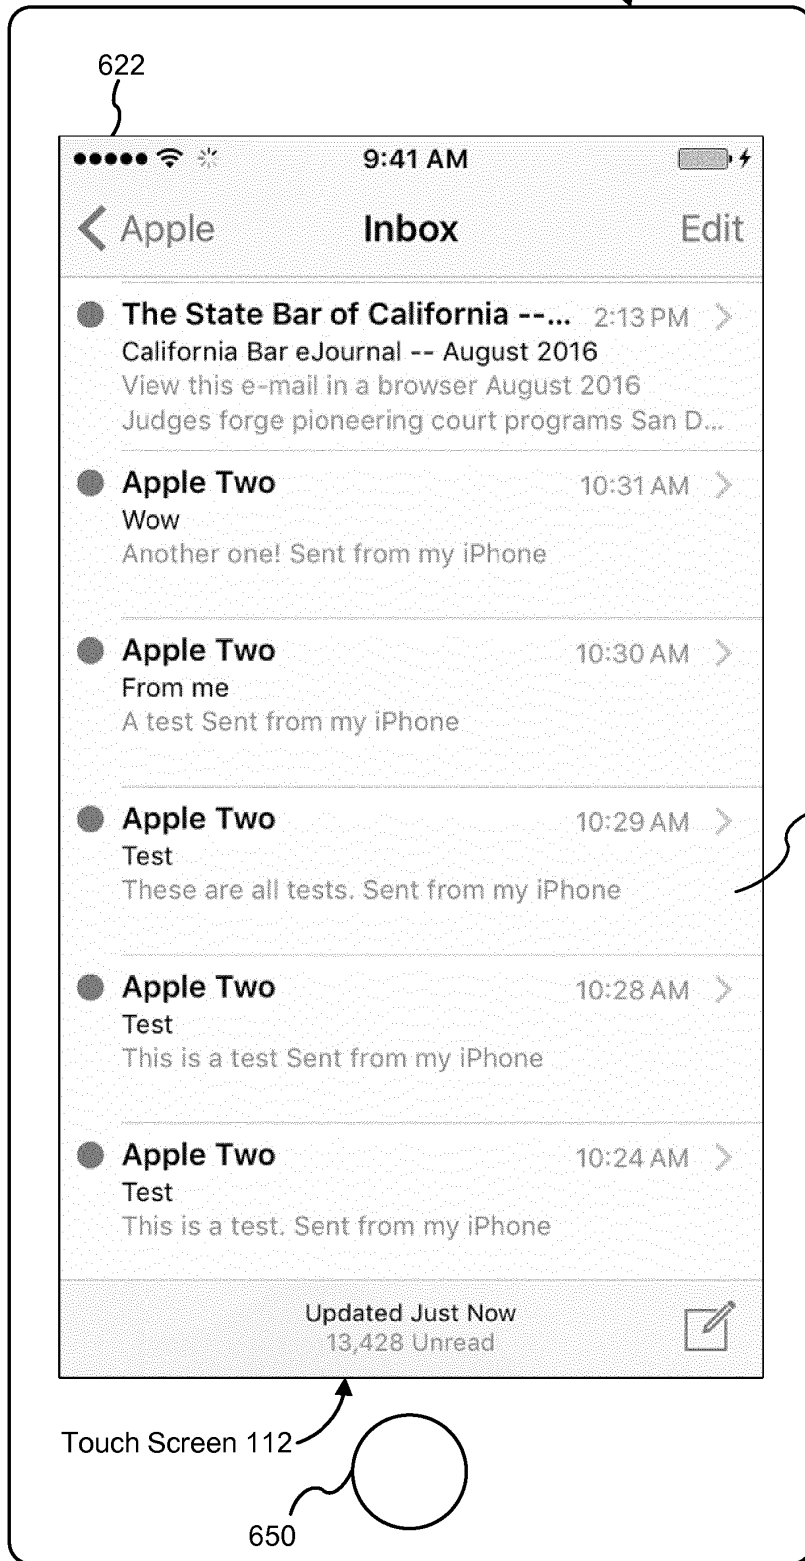 622
9:41 AM
Apple Inbox Edit
The State Bar of California --... 2:13 PM
California Bar eJournal -- August 2016
View this e-mail in a browser August 2016
Judges forge pioneering court programs San D...
Apple Two 10:31 AM
Wow
Another one! Sent from my iPhone
Apple Two 10:30 AM
From me
A test Sent from my iPhone
Apple Two 10:29 AM
Test
These are all tests. Sent from my iPhone
Apple Two 10:28 AM
Test
This is a test Sent from my iPhone
Apple Two 10:24 AM
Test
This is a test. Sent from my iPhone
Updated Just Now
13,428 Unread
Touch Screen 112
650